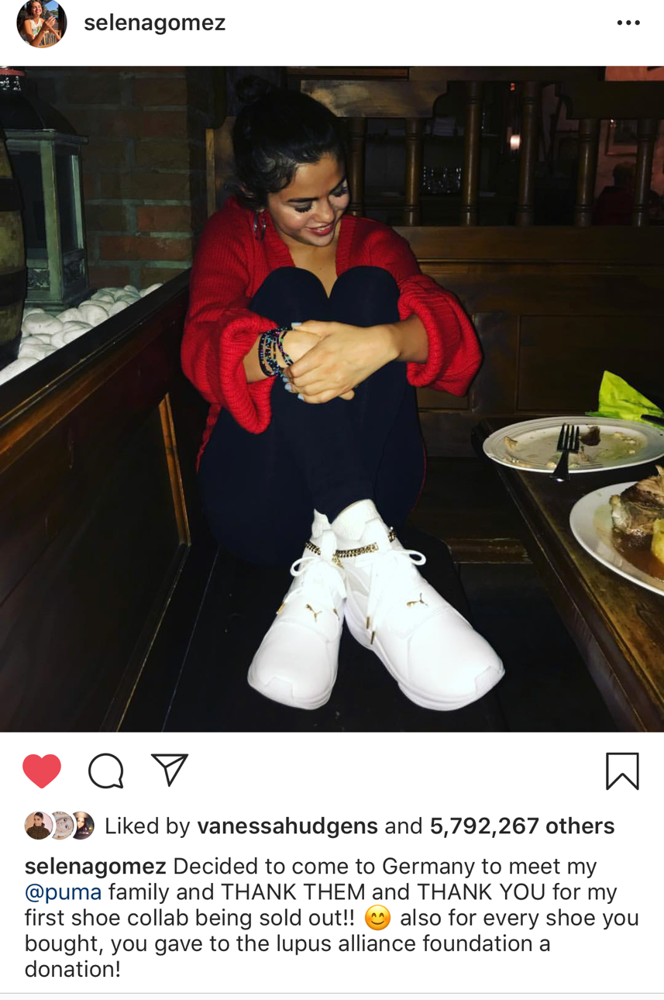 selenagomez
Liked by vanessahudgens and 5,792,267 others
selenagomez Decided to come to Germany to meet my
@puma family and THANK THEM and THANK YOU for my
first shoe collab being sold out!! 😊 also for every shoe you
bought, you gave to the lupus alliance foundation a
donation!